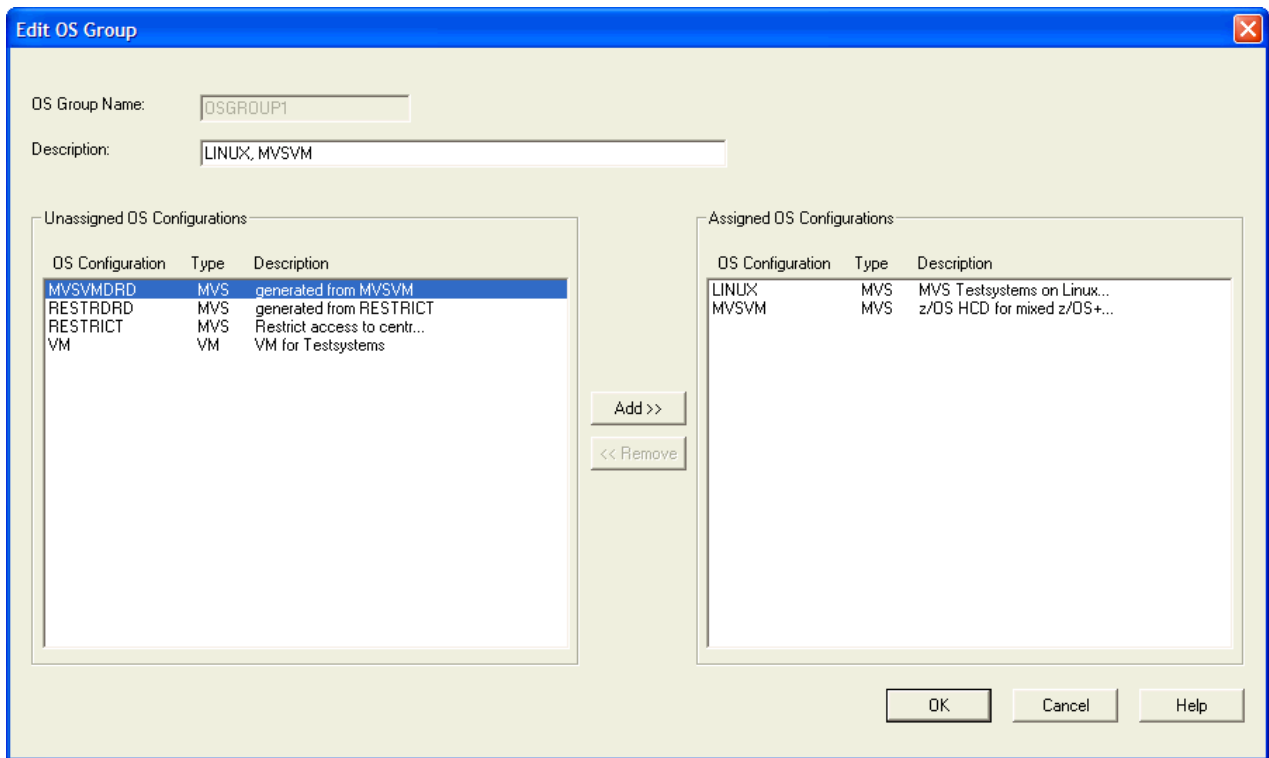 Edit OS Group
OS Group Name: OSGROUP1
Description: LINUX, MVSVM
Unassigned OS Configurations
OS Configuration Type Description
MVSVMDRD MVS generated from MVSVM
RESTRDRD MVS generated from RESTRICT
RESTRICT MVS Restrict access to centr...
VM VM VM for Testsystems
Add >>
<< Remove
Assigned OS Configurations
OS Configuration Type Description
LINUX MVS MVS Testsystems on Linux...
MVSVM MVS z/OS HCD for mixed z/OS+...
OK Cancel Help